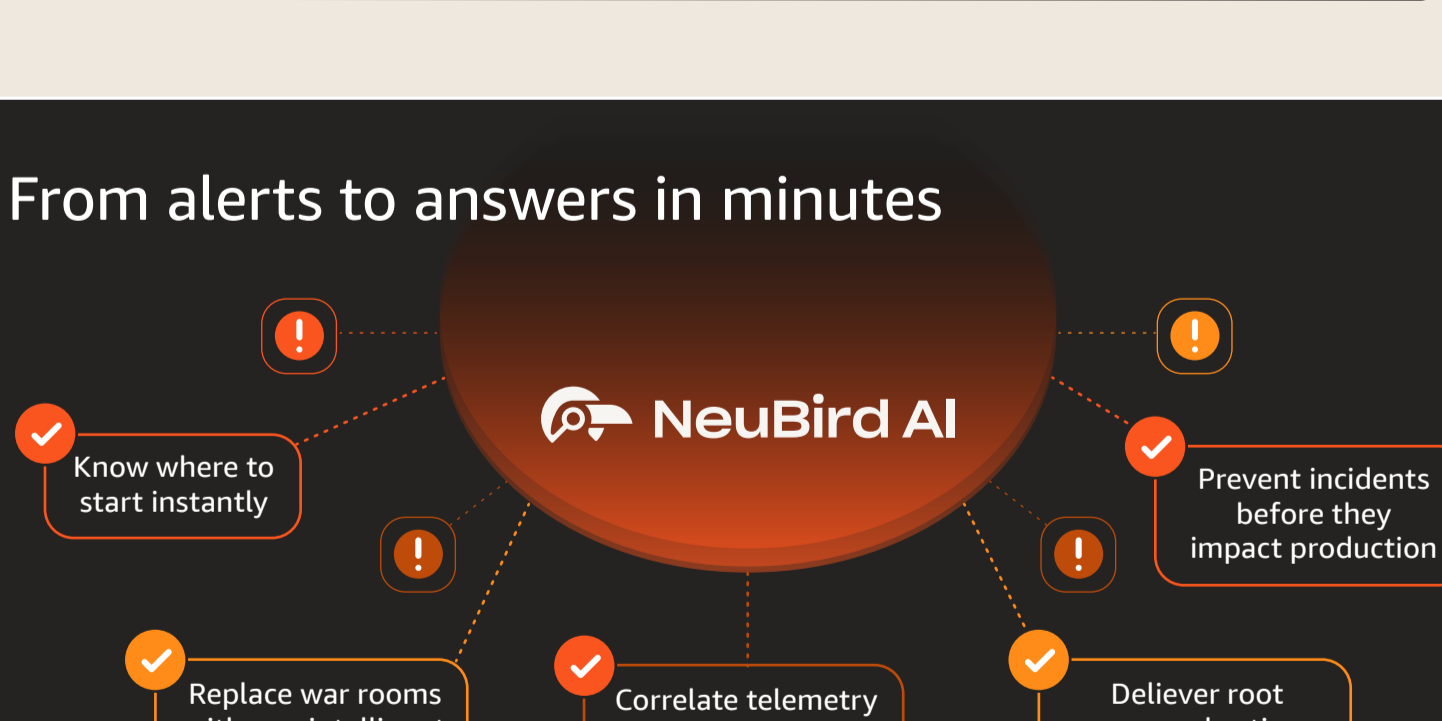 From alerts to answers in minutes
NeuBird AI
Know where to
start instantly
Prevent incidents
before they
impact production
Replace war rooms
Correlate telemetry
Deliever root